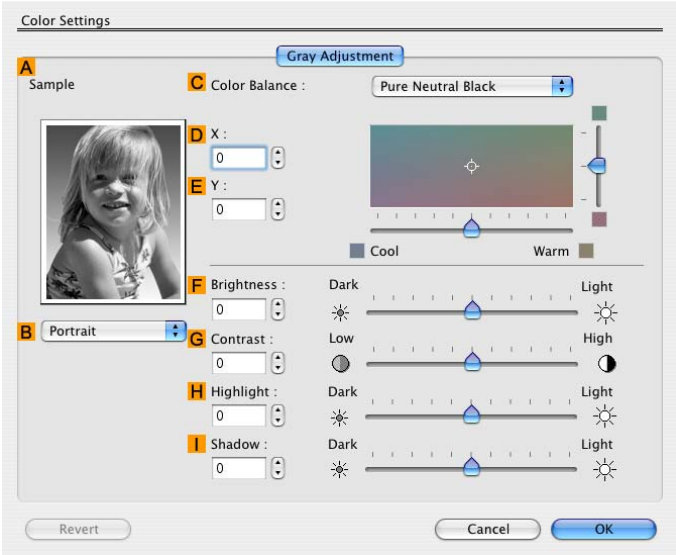 Color Settings
Gray Adjustment
A
Sample
C Color Balance : Pure Neutral Black
D X :
0
E Y :
0
Cool Warm
F Brightness : Dark Light
0
B Portrait
G Contrast : Low High
0
H Highlight : Dark Light
0
I Shadow : Dark Light
0
Revert Cancel OK